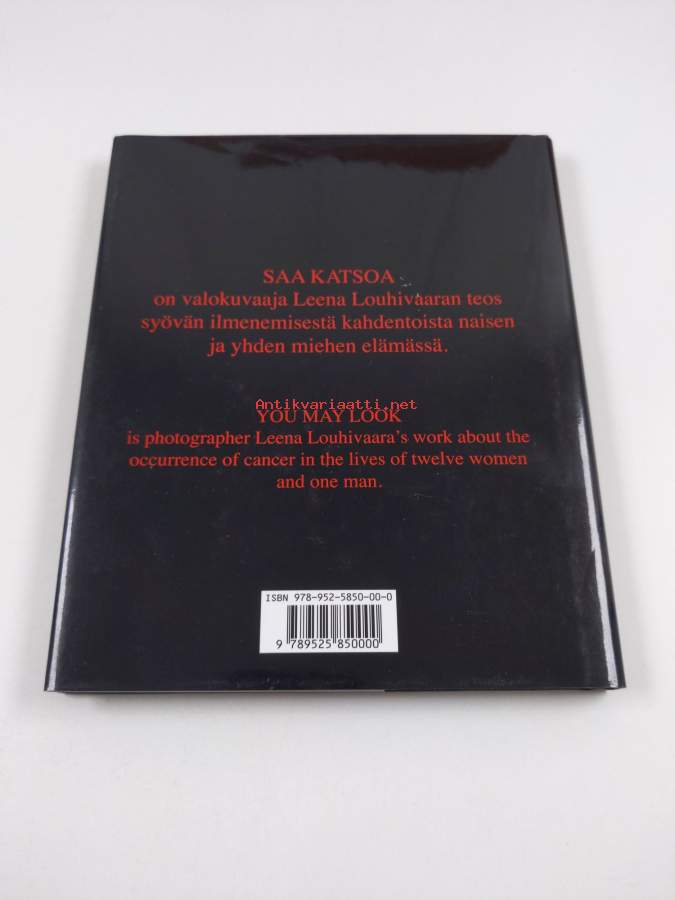 SAA KATSOA
on valokuvaaja Leena Louhivaaran teos
syövän ilmenemisestä kahdentoista naisen
ja yhden miehen elämässä.
Antikvariaatti.net
YOU MAY LOOK
is photographer Leena Louhivaara's work about the
occurrence of cancer in the lives of twelve women
and one man.
ISBN 978-952-5850-00-0
9 789525 850000